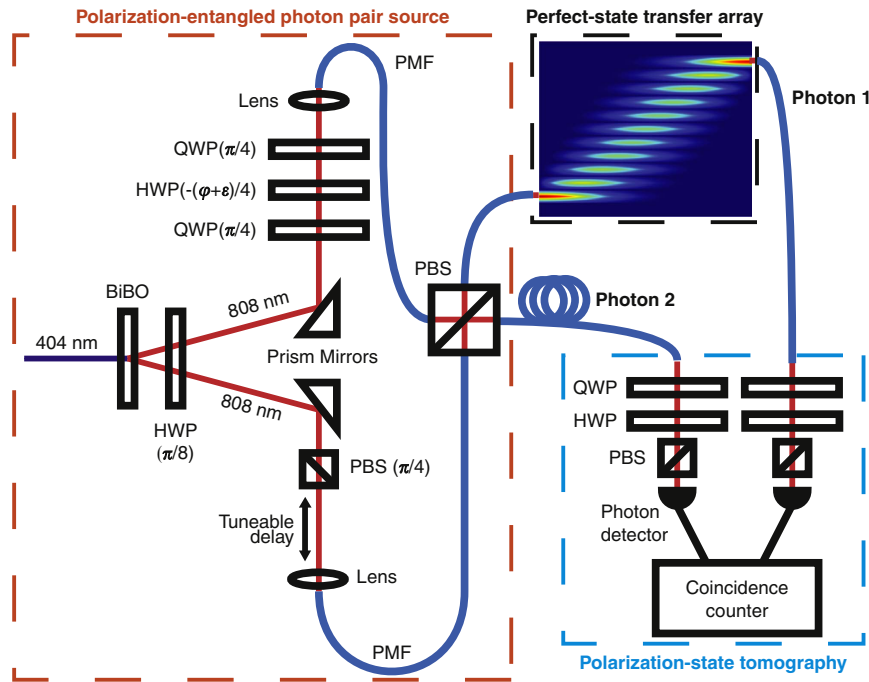 Polarization-entangled photon pair source
Perfect-state transfer array
PMF
Lens
Photon 1
QWP(π/4)
HWP(-(φ+ε)/4)
QWP(π/4)
PBS
808 nm
Photon 2
BiBO
404 nm
Prism Mirrors
808 nm
HWP
(π/8)
QWP
HWP
PBS
PBS (π/4)
Photon
detector
Tuneable
delay
Lens
Coincidence
counter
PMF
Polarization-state tomography